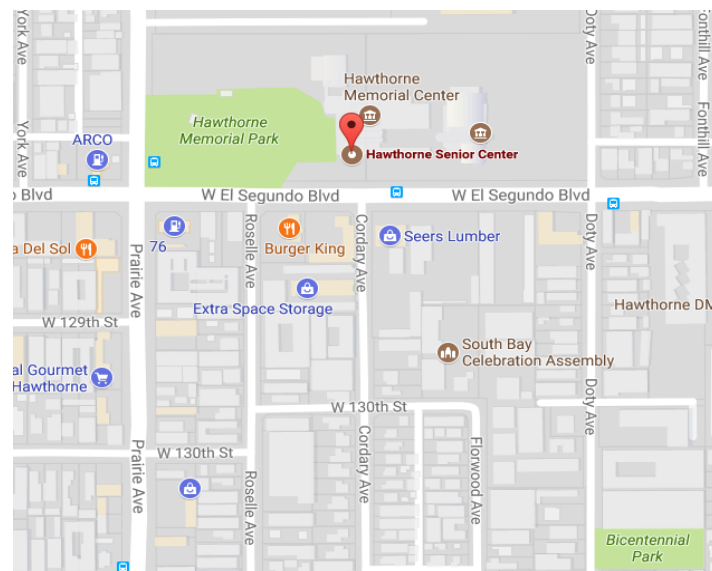 York Ave
Doty Ave
Fonthill Ave
Hawthorne
Memorial Center
Hawthorne
Memorial Park
York Ave
ARCO
Fonthill Ave
Hawthorne Senior Center
o Blvd
W El Segundo Blvd
W El Segundo Blvd
76
Roselle Ave
Burger King
Cordary Ave
Seers Lumber
Doty Ave
a Del Sol
Prairie Ave
Extra Space Storage
Hawthorne DM
W 129th St
South Bay
Celebration Assembly
al Gourmet
Hawthorne
W 130th St
Doty Ave
Prairie Ave
W 130th St
Roselle Ave
Cordary Ave
Florwood Ave
Bicentennial
Park